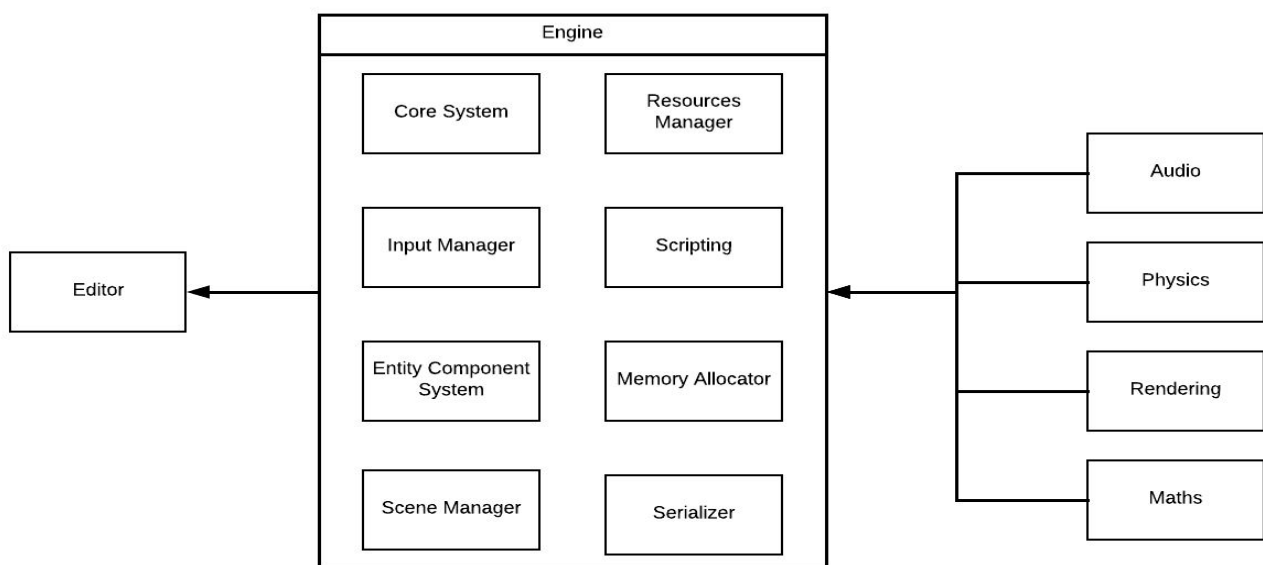 Engine
Core System
Resources
Manager
Input Manager
Scripting
Entity Component
System
Memory Allocator
Scene Manager
Serializer
Editor
Audio
Physics
Rendering
Maths